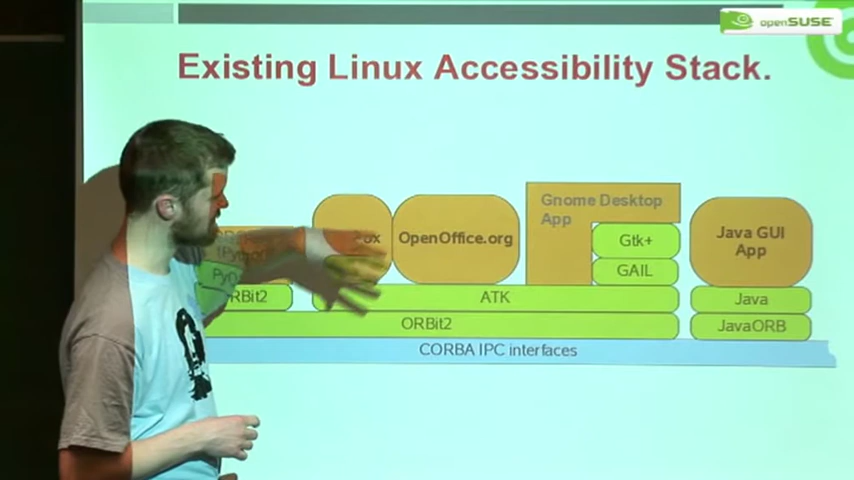 openSUSE
Existing Linux Accessibility Stack.
Gnome Desktop
App
Java GUI
App
OpenOffice.org
Gtk+
GAIL
ATK
Java
ORBit2
JavaORB
CORBA IPC interfaces